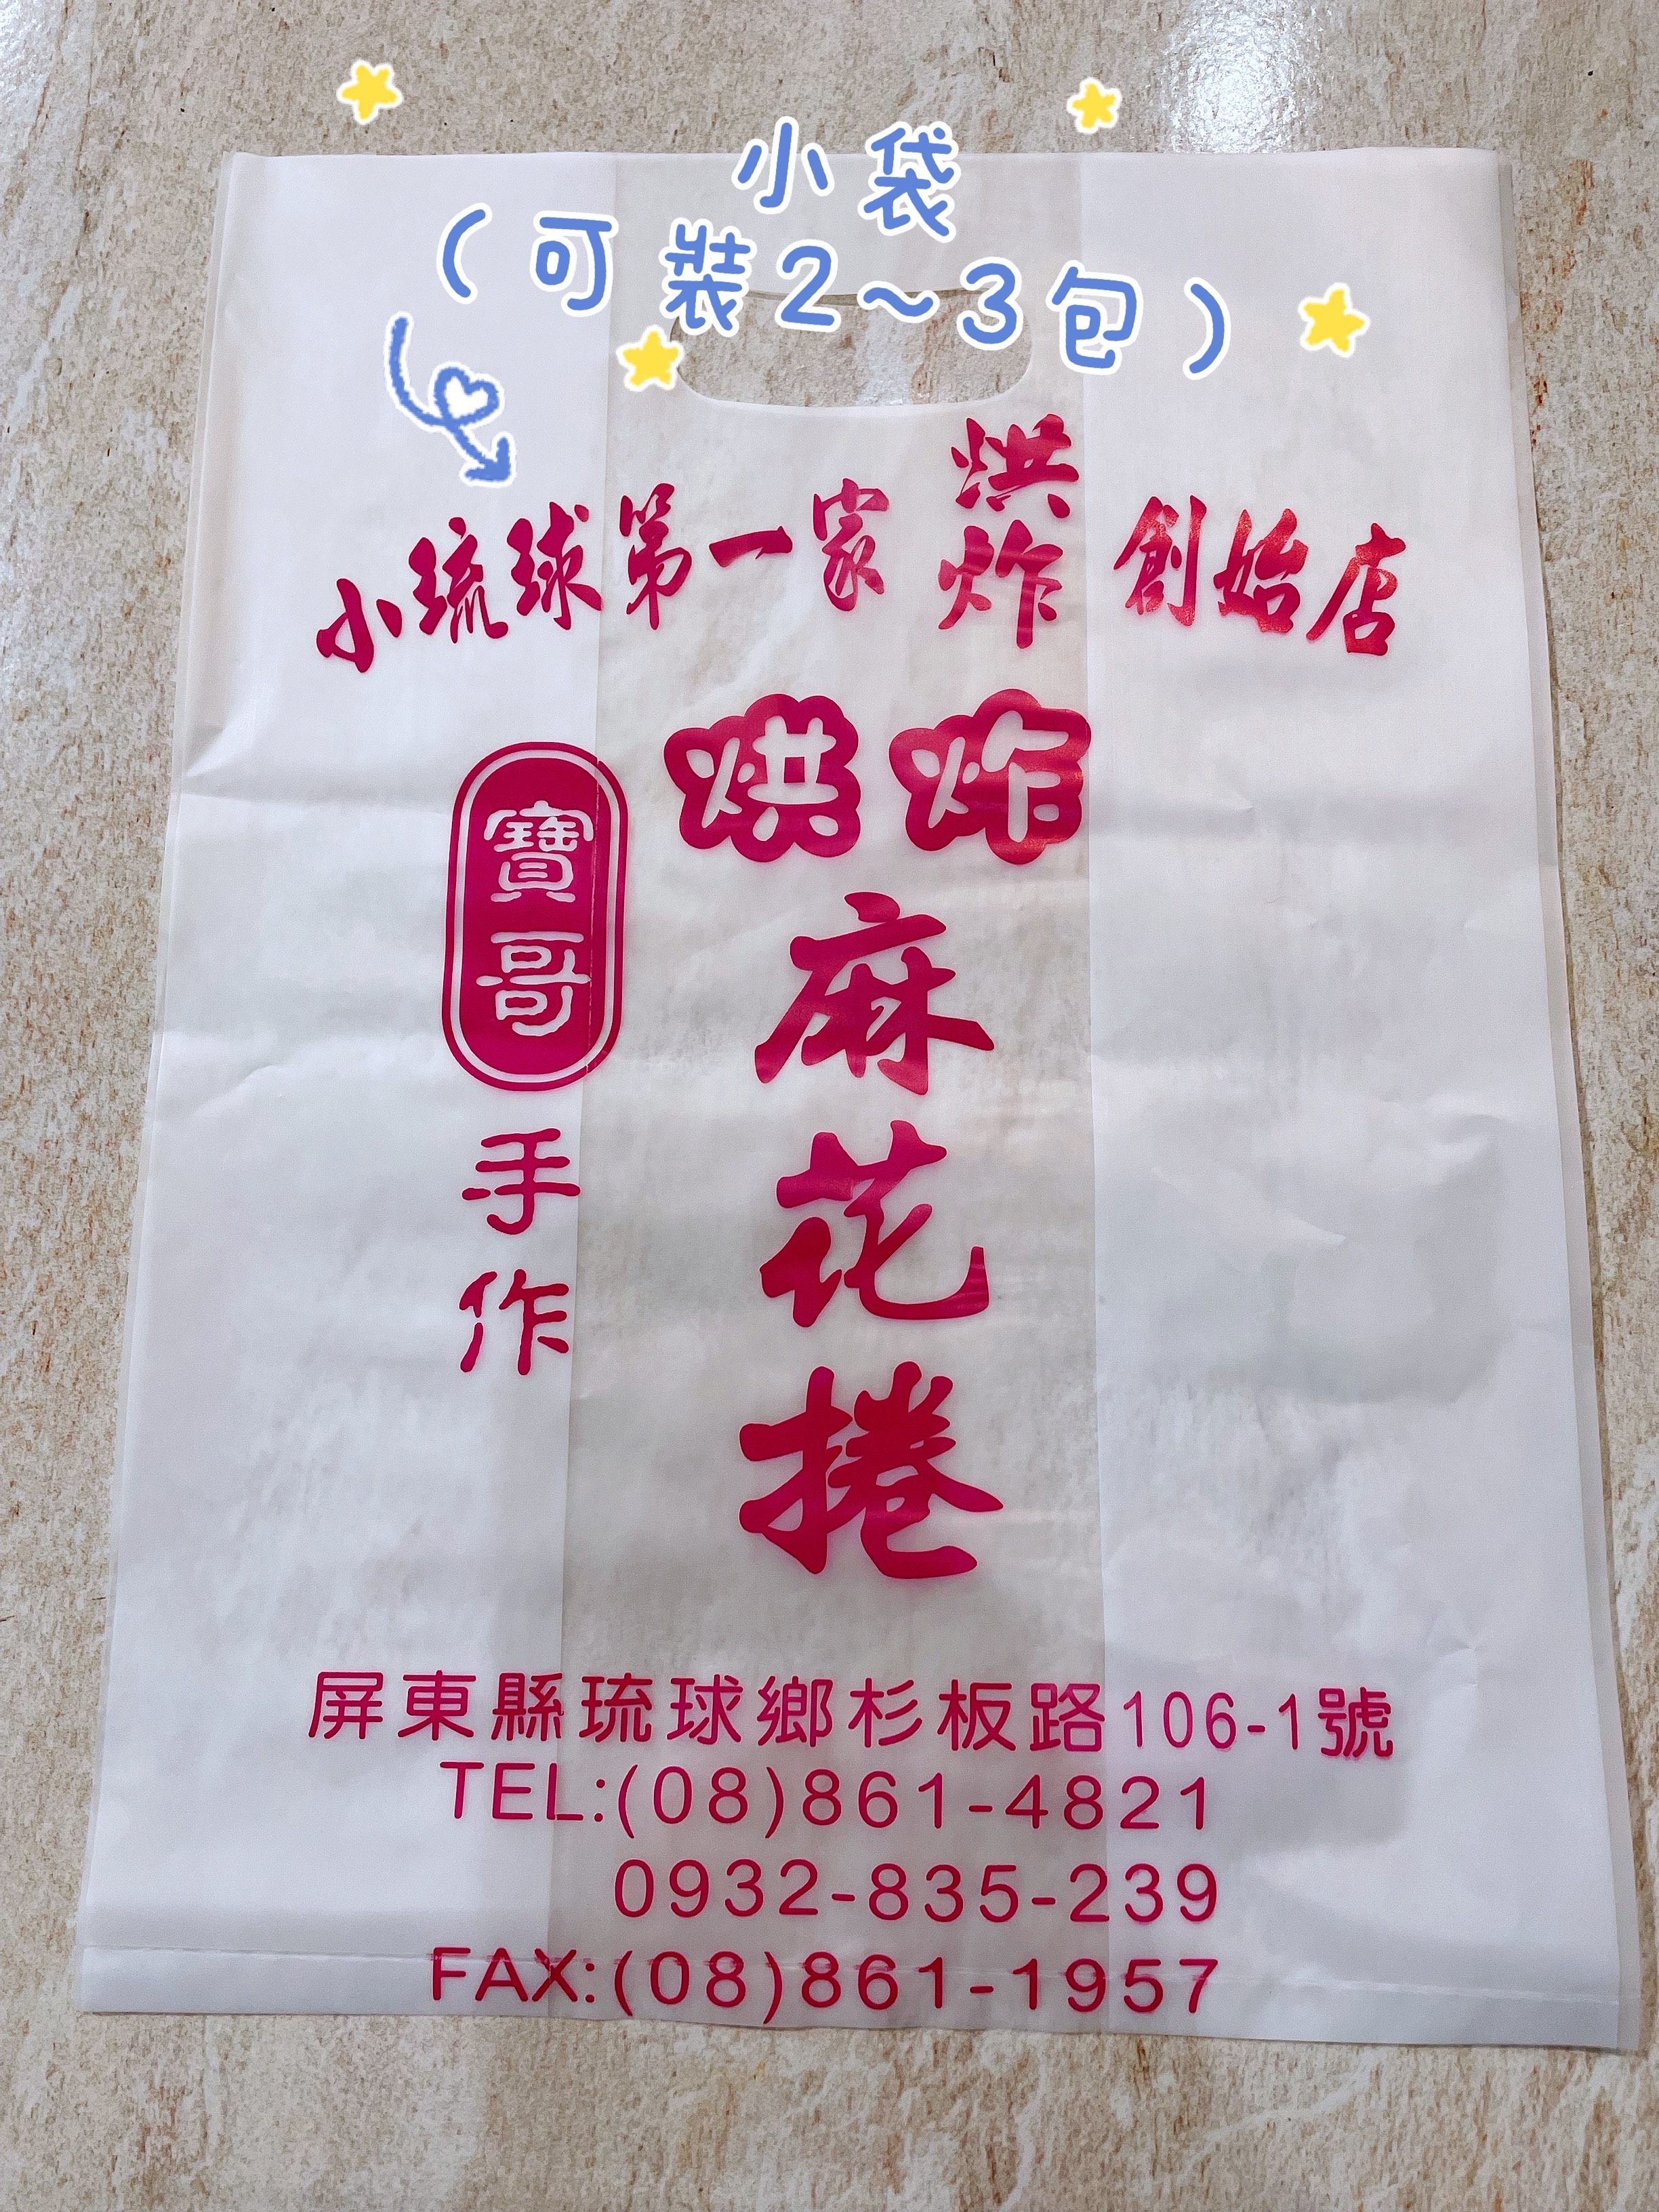 小袋
（可裝2～3包）
小琉球第一家烘炸創始店
烘炸
麻花捲
寶哥
手作
屏東縣琉球鄉杉板路106-1號
TEL:(08)861-4821
0932-835-239
FAX:(08)861-1957